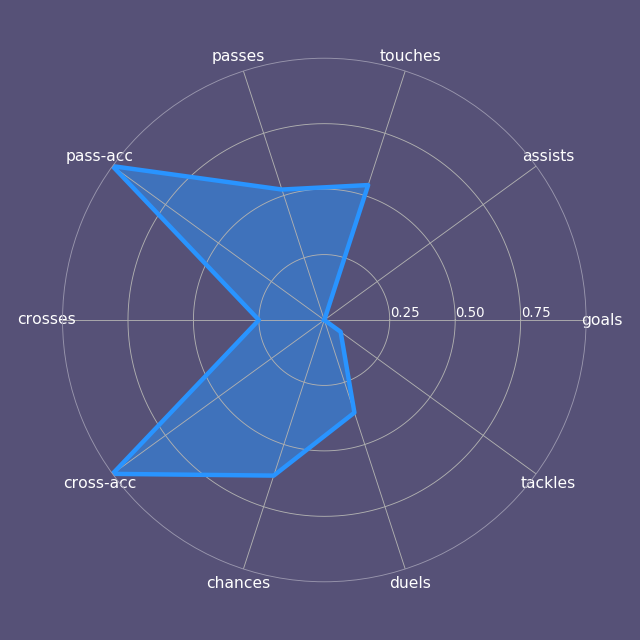 passes
touches
pass-acc
assists
crosses
0.25
0.50
0.75
goals
cross-acc
tackles
chances
duels